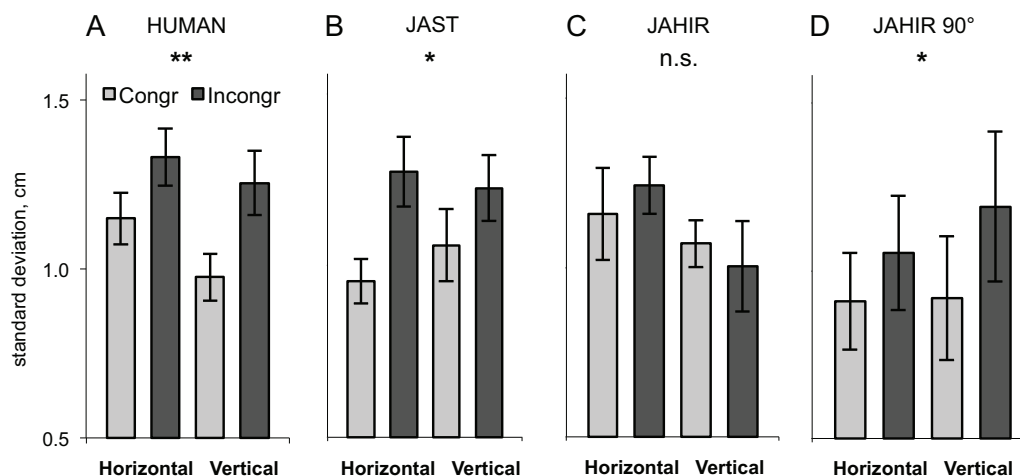 A HUMAN
**
B JAST
*
C JAHIR
n.s.
D JAHIR 90°
*
Congr Incongr
standard deviation, cm
1.5
1.0
0.5
Horizontal Vertical
Horizontal Vertical
Horizontal Vertical
Horizontal Vertical